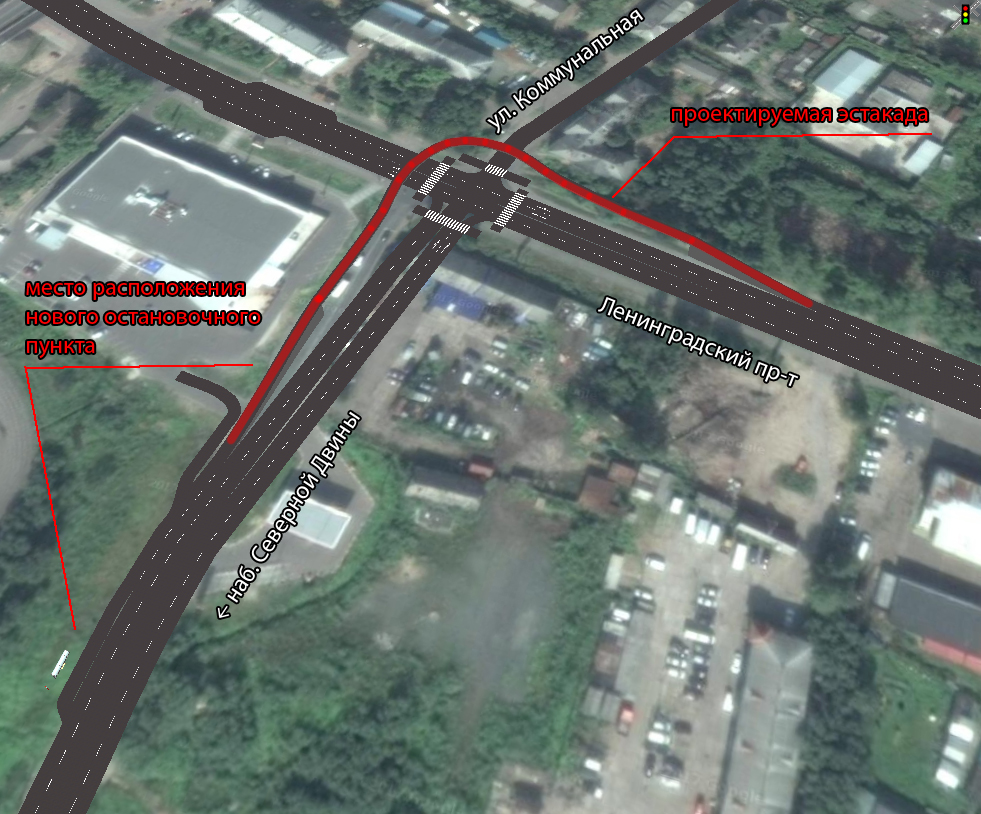 ул. Коммунальная
проектируемая эстакада
место расположения
нового остановочного
пункта
Ленинградский пр-т
← наб. Северной Двины